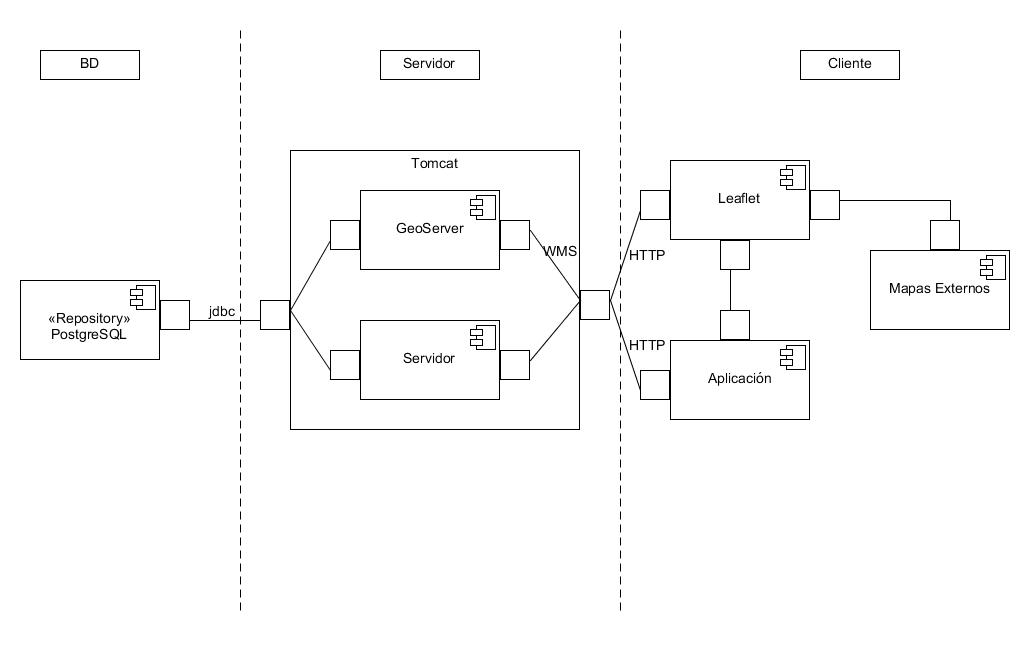 BD
Servidor
Cliente
Tomcat
GeoServer
WMS
Servidor
«Repository»
PostgreSQL
jdbc
HTTP
HTTP
Leaflet
Mapas Externos
Aplicación